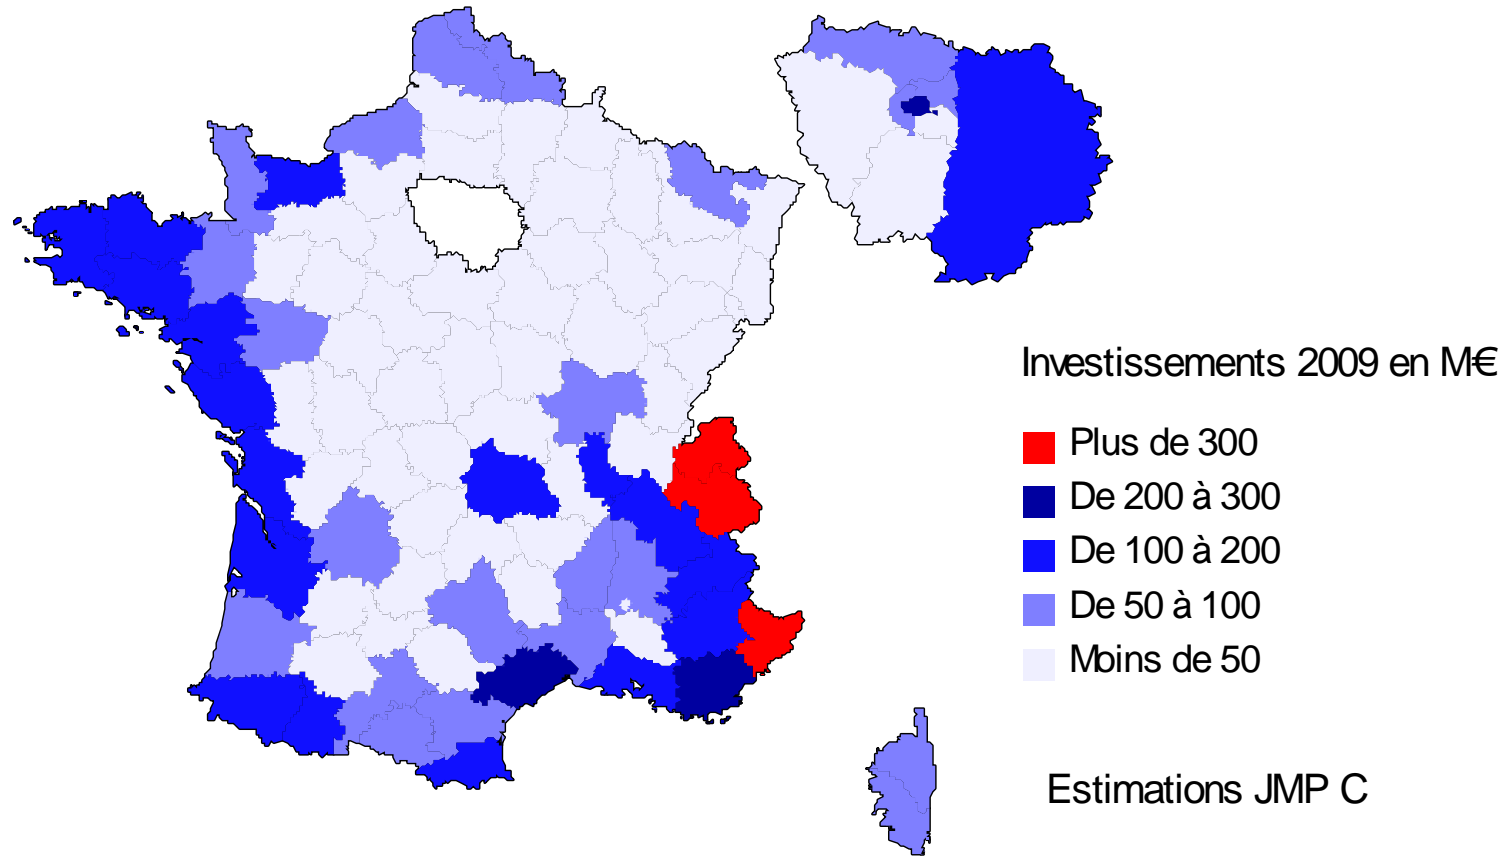 Investissements 2009 en M€
Plus de 300
De 200 à 300
De 100 à 200
De 50 à 100
Moins de 50
Estimations JMP C